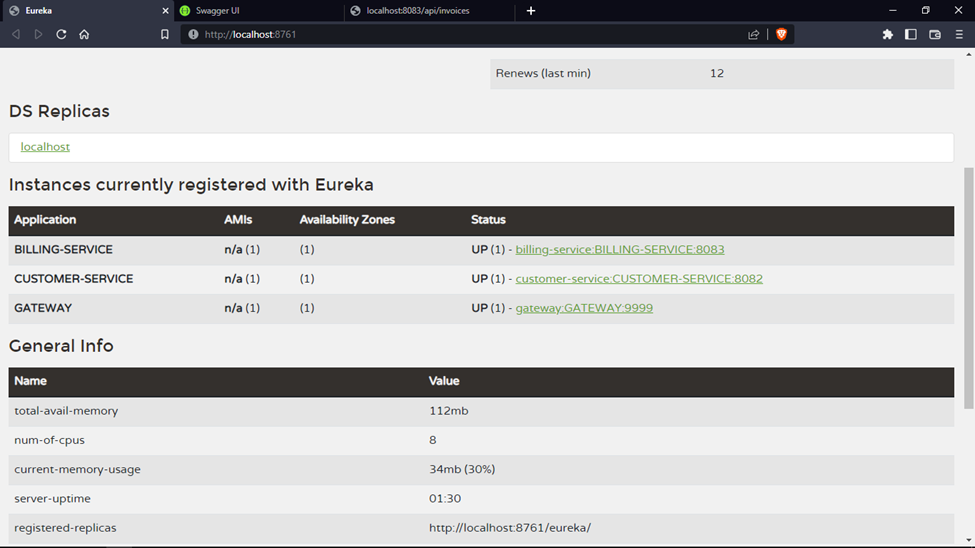 Eureka
Swagger UI
localhost:8083/api/invoices
http://localhost:8761
Renews (last min) 12
DS Replicas
localhost
Instances currently registered with Eureka
Application AMIs Availability Zones Status
BILLING-SERVICE n/a (1) (1) UP (1) - billing-service:BILLING-SERVICE:8083
CUSTOMER-SERVICE n/a (1) (1) UP (1) - customer-service:CUSTOMER-SERVICE:8082
GATEWAY n/a (1) (1) UP (1) - gateway:GATEWAY:9999
General Info
Name Value
total-avail-memory 112mb
num-of-cpus 8
current-memory-usage 34mb (30%)
server-uptime 01:30
registered-replicas http://localhost:8761/eureka/